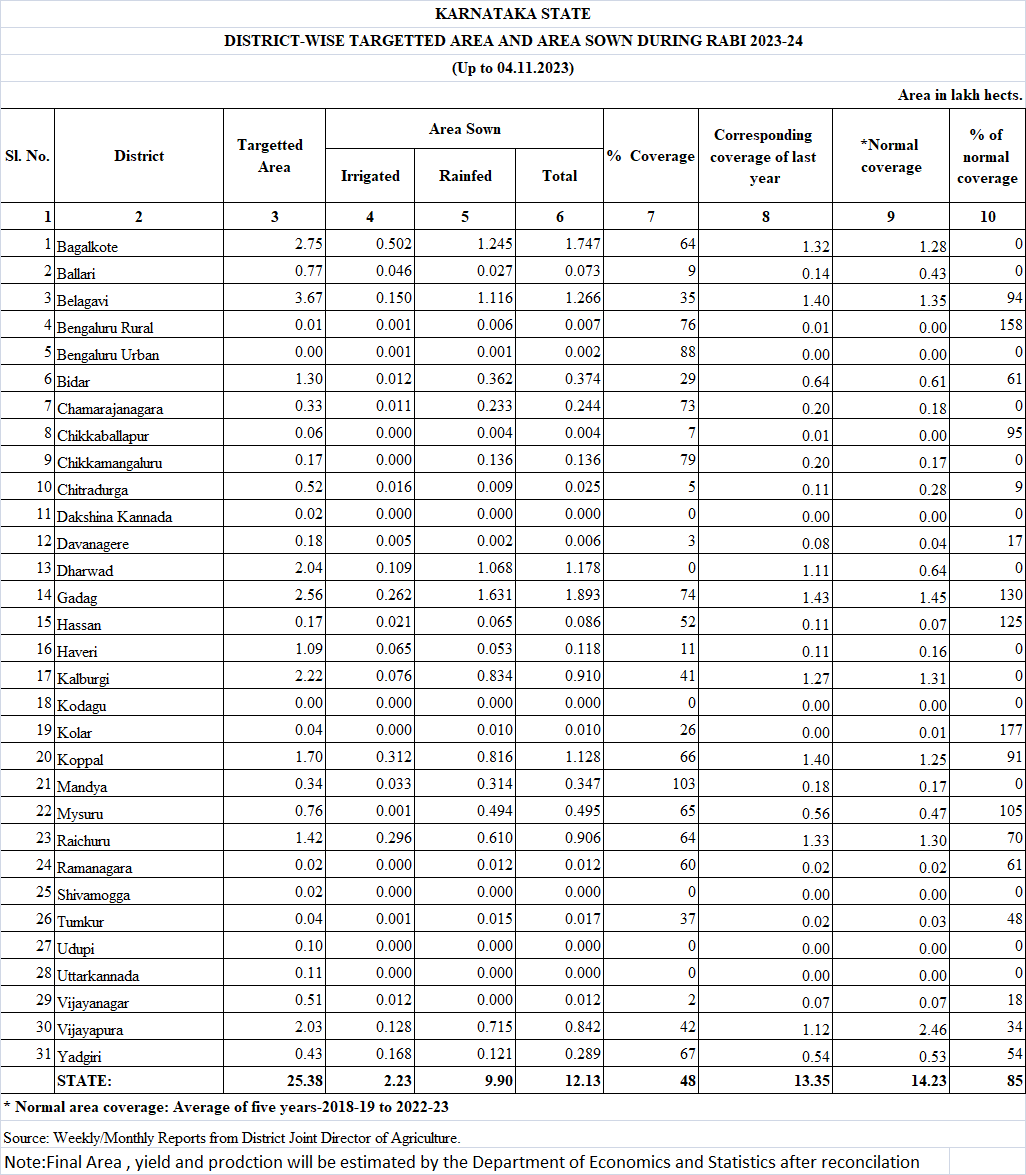 KARNATAKA STATE
DISTRICT-WISE TARGETTED AREA AND AREA SOWN DURING RABI 2023-24
(Up to 04.11.2023)
Area in lakh hects.
Sl. No. District Targetted Area Area Sown % Coverage Corresponding coverage of last year *Normal coverage % of normal coverage
Irrigated Rainfed Total
1 2 3 4 5 6 7 8 9 10
1 Bagalkote 2.75 0.502 1.245 1.747 64 1.32 1.28 0
2 Ballari 0.77 0.046 0.027 0.073 9 0.14 0.43 0
3 Belagavi 3.67 0.150 1.116 1.266 35 1.40 1.35 94
4 Bengaluru Rural 0.01 0.001 0.006 0.007 76 0.01 0.00 158
5 Bengaluru Urban 0.00 0.001 0.001 0.002 88 0.00 0.00 0
6 Bidar 1.30 0.012 0.362 0.374 29 0.64 0.61 61
7 Chamarajanagara 0.33 0.011 0.233 0.244 73 0.20 0.18 0
8 Chikkaballapur 0.06 0.000 0.004 0.004 7 0.01 0.00 95
9 Chikkamangaluru 0.17 0.000 0.136 0.136 79 0.20 0.17 0
10 Chitradurga 0.52 0.016 0.009 0.025 5 0.11 0.28 9
11 Dakshina Kannada 0.02 0.000 0.000 0.000 0 0.00 0.00 0
12 Davanagere 0.18 0.005 0.002 0.006 3 0.08 0.04 17
13 Dharwad 2.04 0.109 1.068 1.178 0 1.11 0.64 0
14 Gadag 2.56 0.262 1.631 1.893 74 1.43 1.45 130
15 Hassan 0.17 0.021 0.065 0.086 52 0.11 0.07 125
16 Haveri 1.09 0.065 0.053 0.118 11 0.11 0.16 0
17 Kalburgi 2.22 0.076 0.834 0.910 41 1.27 1.31 0
18 Kodagu 0.00 0.000 0.000 0.000 0 0.00 0.00 0
19 Kolar 0.04 0.000 0.010 0.010 26 0.00 0.01 177
20 Koppal 1.70 0.312 0.816 1.128 66 1.40 1.25 91
21 Mandya 0.34 0.033 0.314 0.347 103 0.18 0.17 0
22 Mysuru 0.76 0.001 0.494 0.495 65 0.56 0.47 105
23 Raichuru 1.42 0.296 0.610 0.906 64 1.33 1.30 70
24 Ramanagara 0.02 0.000 0.012 0.012 60 0.02 0.02 61
25 Shivamogga 0.02 0.000 0.000 0.000 0 0.00 0.00 0
26 Tumkur 0.04 0.001 0.015 0.017 37 0.02 0.03 48
27 Udupi 0.10 0.000 0.000 0.000 0 0.00 0.00 0
28 Uttarkannada 0.11 0.000 0.000 0.000 0 0.00 0.00 0
29 Vijayanagar 0.51 0.012 0.000 0.012 2 0.07 0.07 18
30 Vijayapura 2.03 0.128 0.715 0.842 42 1.12 2.46 34
31 Yadgiri 0.43 0.168 0.121 0.289 67 0.54 0.53 54
STATE: 25.38 2.23 9.90 12.13 48 13.35 14.23 85
* Normal area coverage: Average of five years-2018-19 to 2022-23
Source: Weekly/Monthly Reports from District Joint Director of Agriculture.
Note:Final Area , yield and prodction will be estimated by the Department of Economics and Statistics after reconcilation